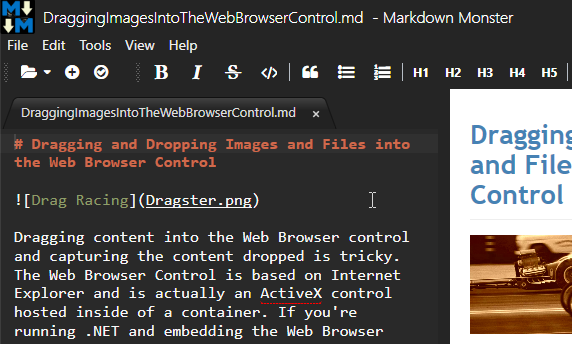 DraggingImagesIntoTheWebBrowserControl.md - Markdown Monster
File Edit Tools View Help
B I S </> H1 H2 H3 H4 H5
DraggingImagesIntoTheWebBrowserControl.md ×
# Dragging and Dropping Images and Files into
the Web Browser Control
![Drag Racing](Dragster.png)
Dragging content into the Web Browser control
and capturing the content dropped is tricky.
The Web Browser Control is based on Internet
Explorer and is actually an ActiveX control
hosted inside of a container. If you're
running .NET and embedding the Web Browser
Dragging
and File
Control